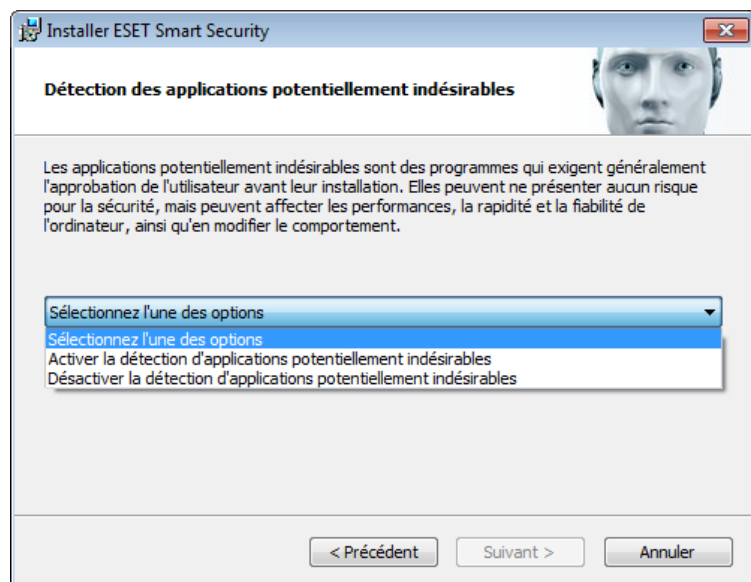 Installer ESET Smart Security
Détection des applications potentiellement indésirables
Les applications potentiellement indésirables sont des programmes qui exigent généralement
l'approbation de l'utilisateur avant leur installation. Elles peuvent ne présenter aucun risque
pour la sécurité, mais peuvent affecter les performances, la rapidité et la fiabilité de
l'ordinateur, ainsi qu'en modifier le comportement.
Sélectionnez l'une des options
Sélectionnez l'une des options
Activer la détection d'applications potentiellement indésirables
Désactiver la détection d'applications potentiellement indésirables
< Précédent
Suivant >
Annuler